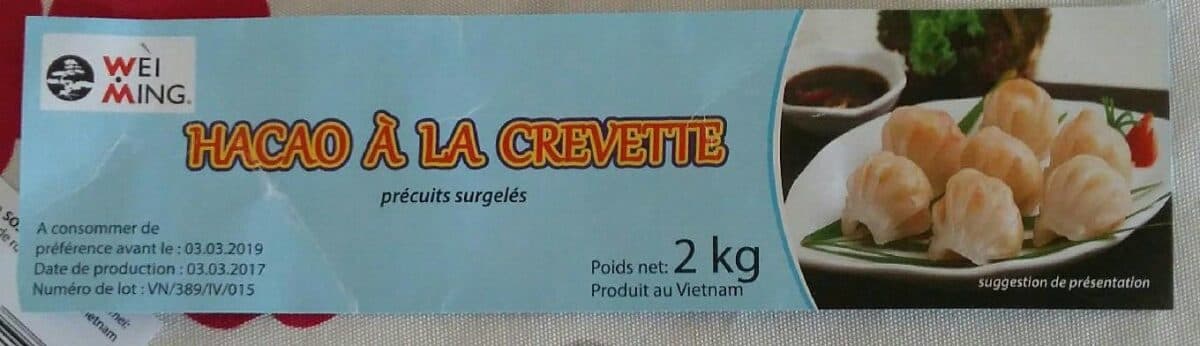 WÈI
MING®
HACAO À LA CREVETTE
précuits surgelés
A consommer de
préférence avant le : 03.03.2019
Date de production : 03.03.2017
Numéro de lot : VN/389/IV/015
Poids net: 2 kg
Produit au Vietnam
suggestion de présentation